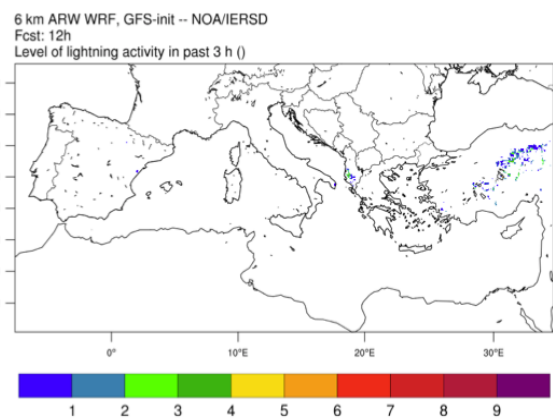 6 km ARW WRF, GFS-init -- NOA/IERSD
Fcst: 12h
Level of lightning activity in past 3 h ()
0° 10°E 20°E 30°E
1 2 3 4 5 6 7 8 9